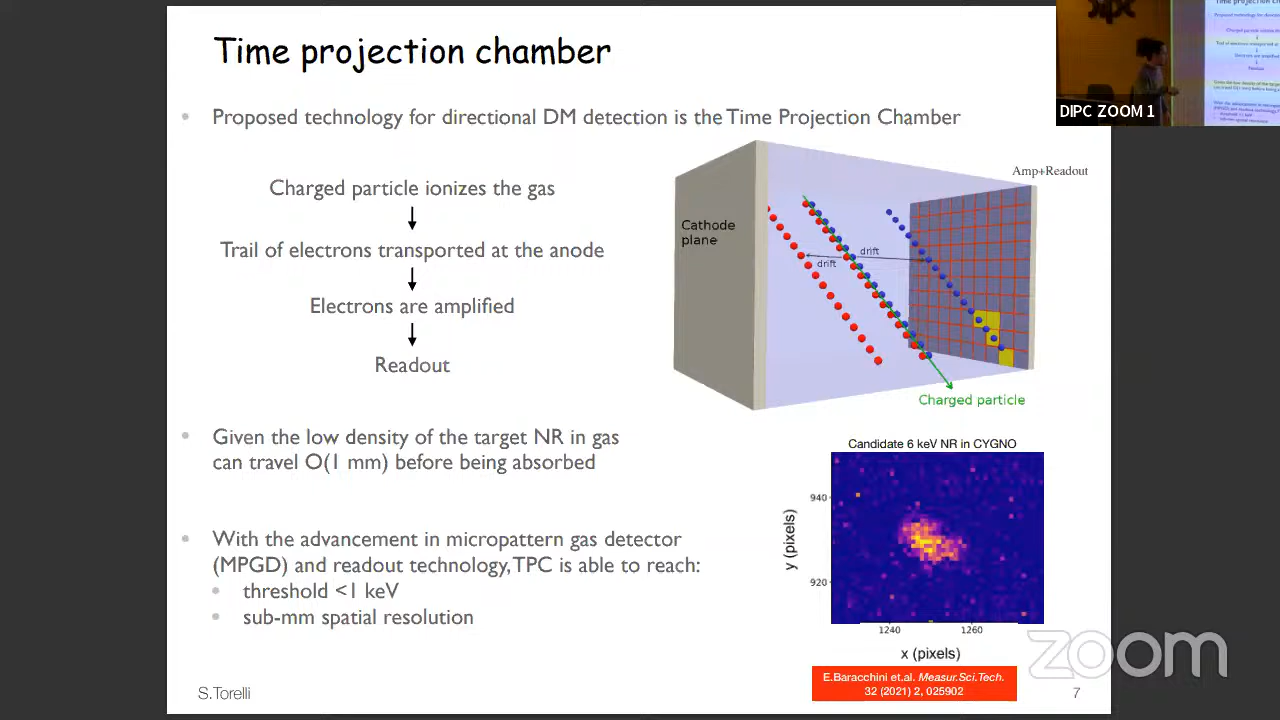 Time projection chamber
Proposed technology for directional DM detection is the Time Projection Chamber
Charged particle ionizes the gas
Trail of electrons transported at the anode
Electrons are amplified
Readout
Amp+Readout
Cathode
plane
drift
drift
Charged particle
Given the low density of the target NR in gas
can travel O(1 mm) before being absorbed
Candidate 6 keV NR in CYGNO
940
920
y (pixels)
1240 1260
x (pixels)
With the advancement in micropattern gas detector
(MPGD) and readout technology, TPC is able to reach:
threshold <1 keV
sub-mm spatial resolution
E.Baracchini et.al. Measur.Sci.Tech.
32 (2021) 2, 025902
S.Torelli
7
DIPC ZOOM 1
zoom